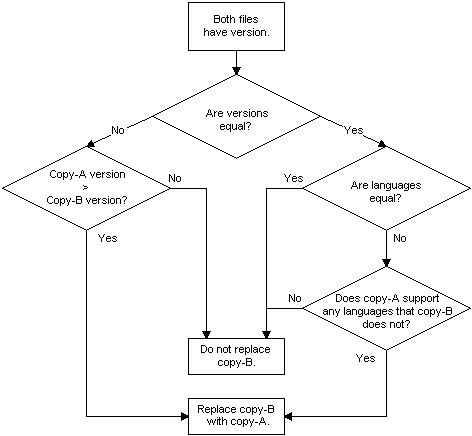 Both files
have version.
Are versions
equal?
No
Yes
Copy-A version
>
Copy-B version?
No
Yes
Are languages
equal?
Yes
No
No
Does copy-A support
any languages that copy-B
does not?
Do not replace
copy-B.
Yes
Replace copy-B
with copy-A.